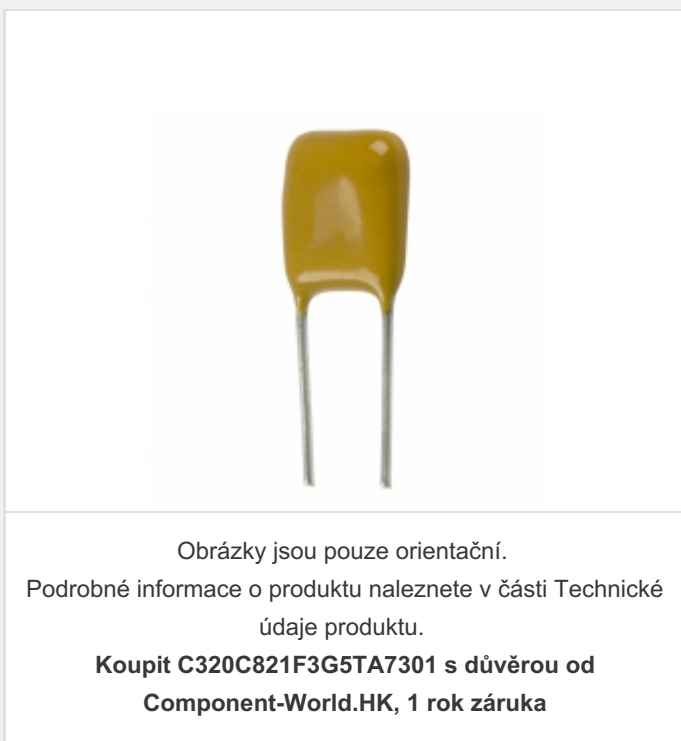 Obrázky jsou pouze orientační.
Podrobné informace o produktu naleznete v části Technické
údaje produktu.
Koupit C320C821F3G5TA7301 s důvěrou od
Component-World.HK, 1 rok záruka